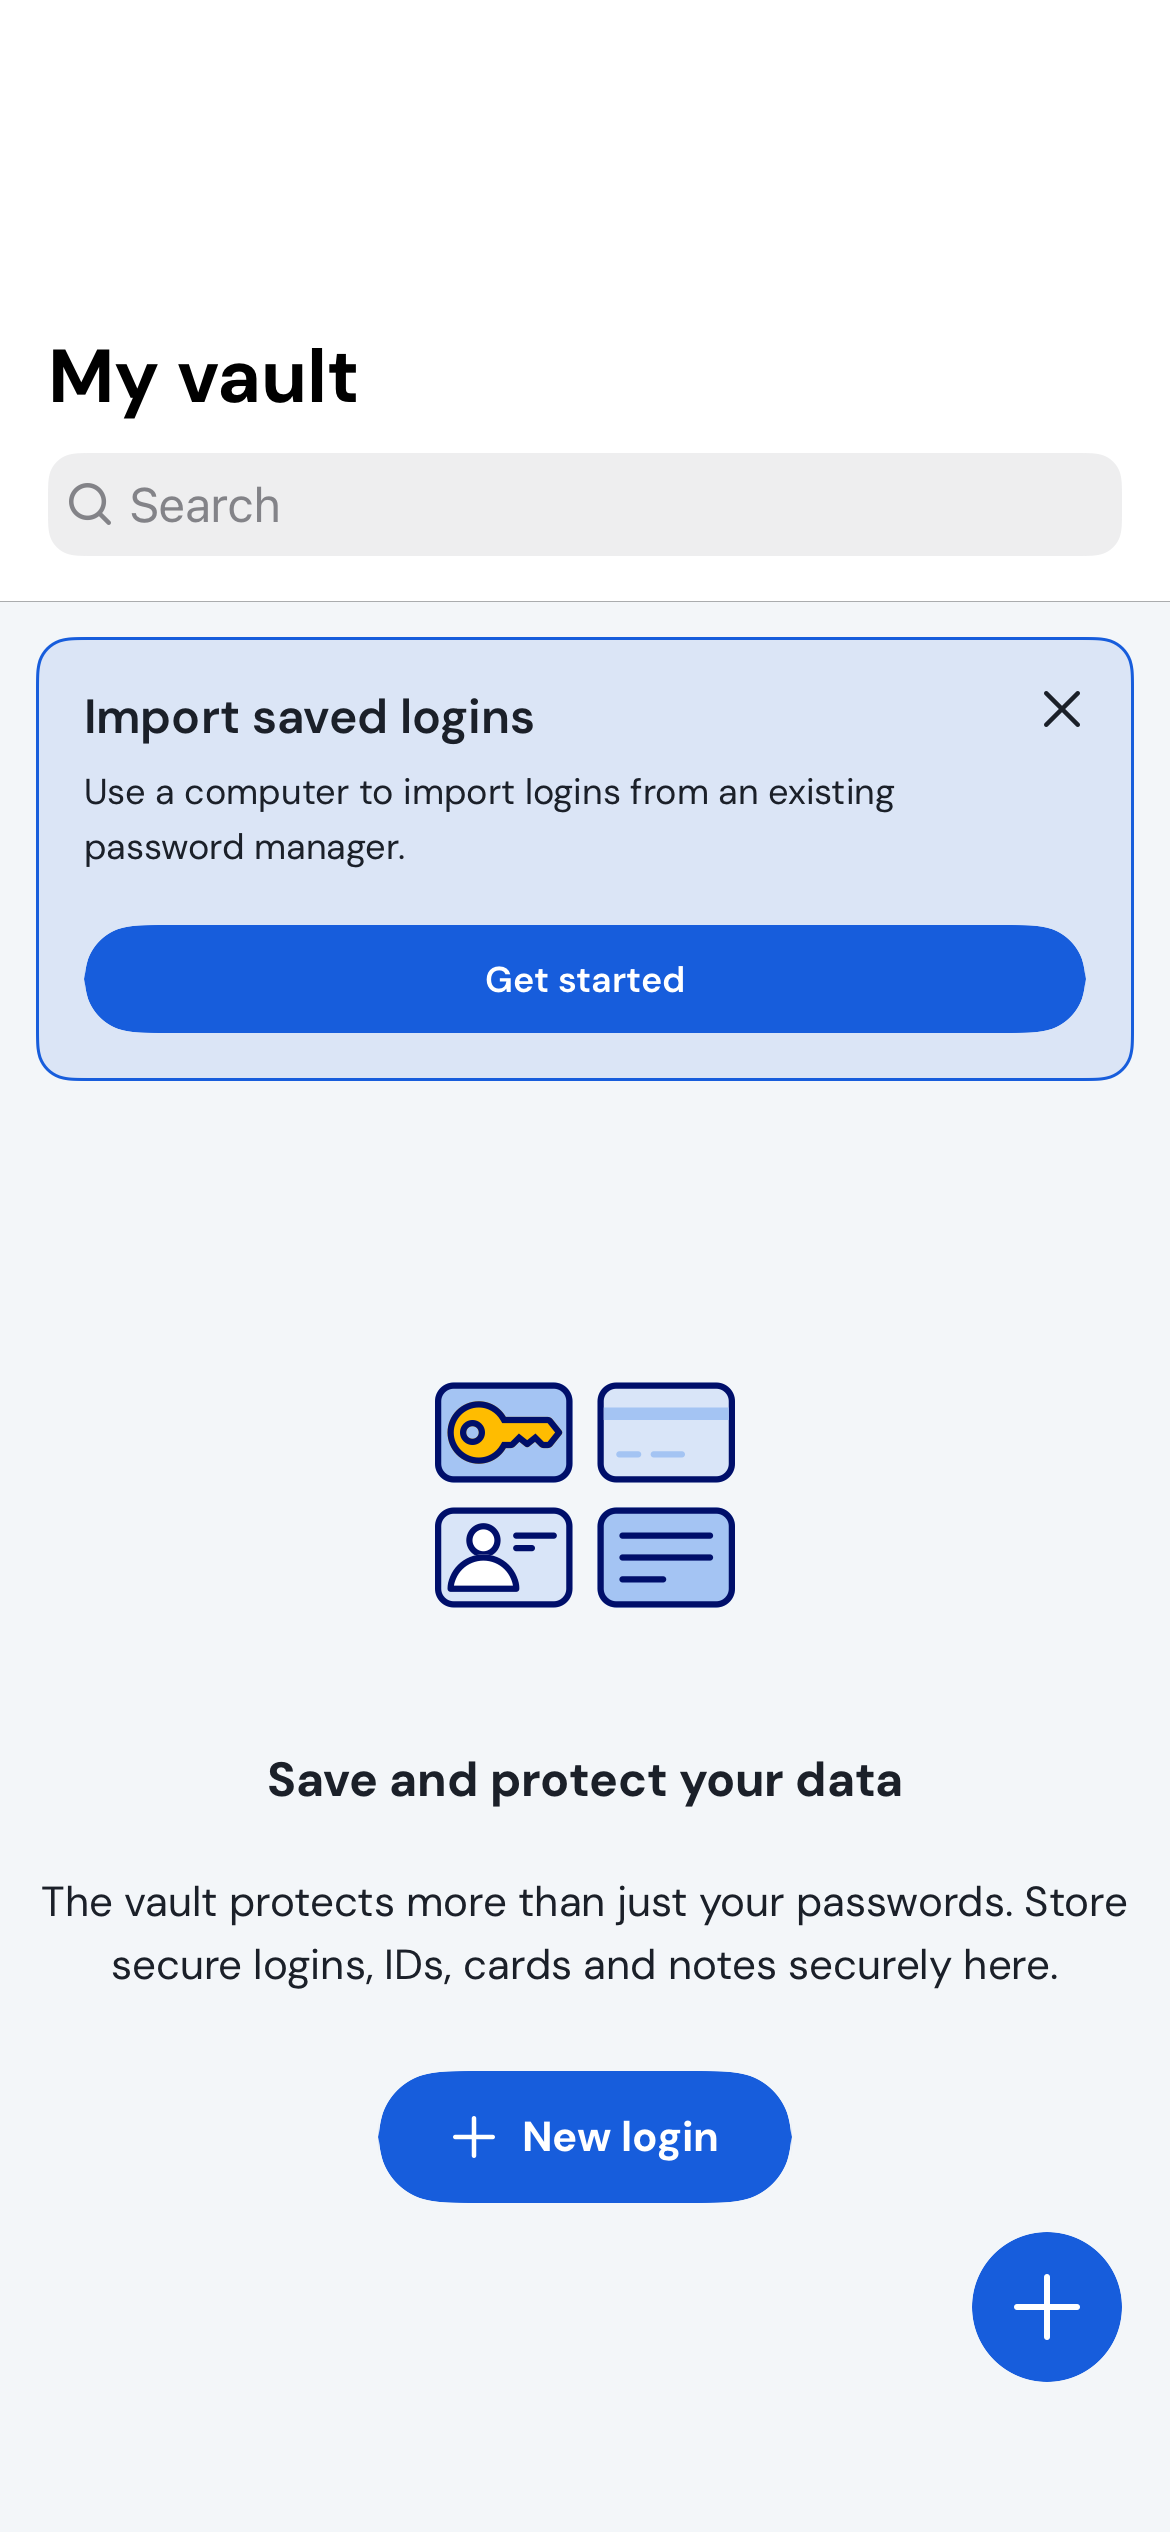 My vault
Search
Import saved logins
Use a computer to import logins from an existing
password manager.
Get started
Save and protect your data
The vault protects more than just your passwords. Store
secure logins, IDs, cards and notes securely here.
New login